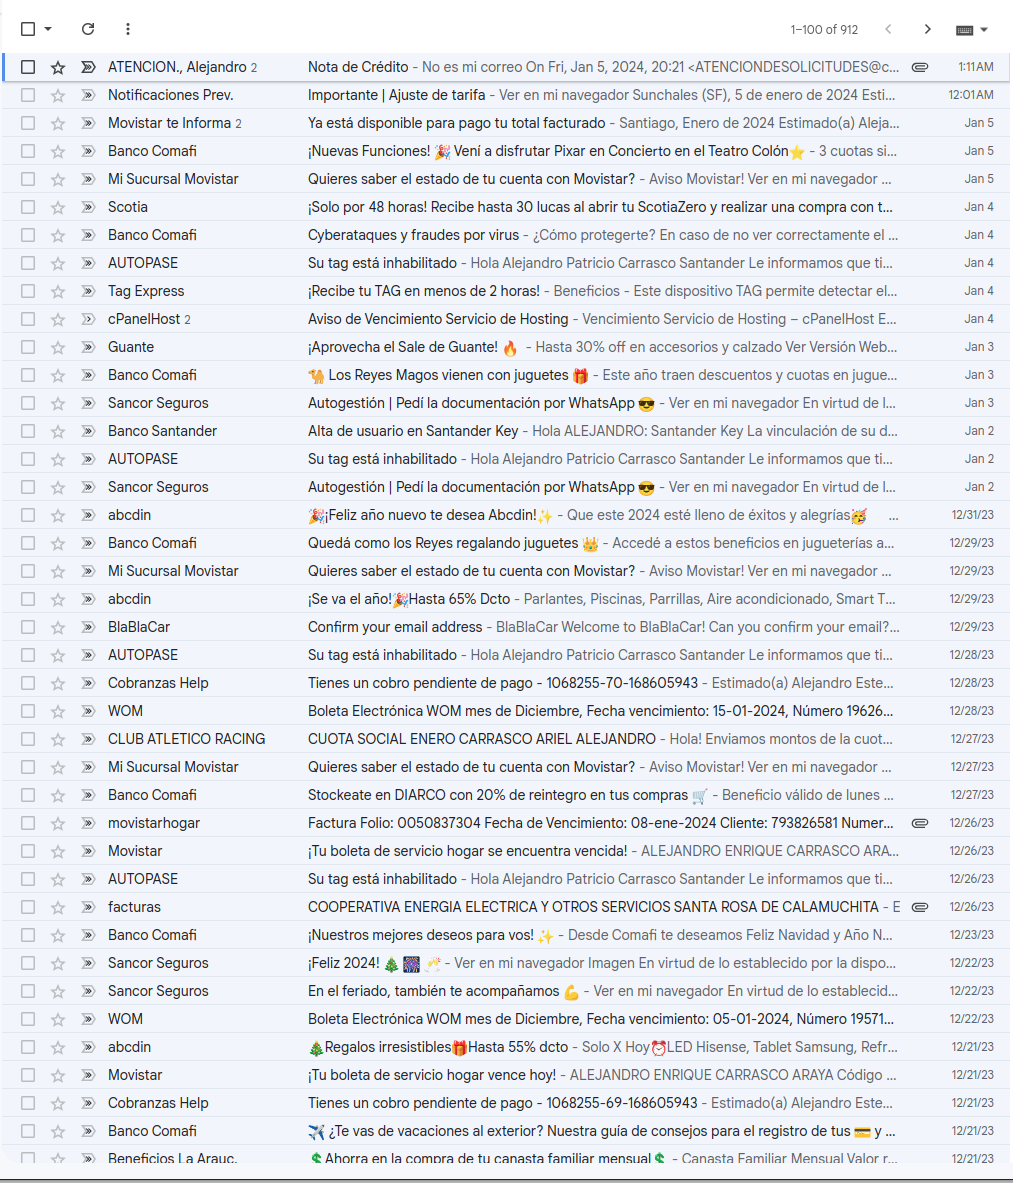 1–100 of 912
ATENCION., Alejandro 2 Nota de Crédito - No es mi correo On Fri, Jan 5, 2024, 20:21 <ATENCIONDESOLICITUDES@c... 1:11AM
Notificaciones Prev. Importante | Ajuste de tarifa - Ver en mi navegador Sunchales (SF), 5 de enero de 2024 Esti... 12:01AM
Movistar te Informa 2 Ya está disponible para pago tu total facturado - Santiago, Enero de 2024 Estimado(a) Aleja... Jan 5
Banco Comafi ¡Nuevas Funciones! 🎉 Vení a disfrutar Pixar en Concierto en el Teatro Colón⭐ - 3 cuotas si... Jan 5
Mi Sucursal Movistar Quieres saber el estado de tu cuenta con Movistar? - Aviso Movistar! Ver en mi navegador ... Jan 5
Scotia ¡Solo por 48 horas! Recibe hasta 30 lucas al abrir tu ScotiaZero y realizar una compra con t... Jan 4
Banco Comafi Cyberataques y fraudes por virus - ¿Cómo protegerte? En caso de no ver correctamente el ... Jan 4
AUTOPASE Su tag está inhabilitado - Hola Alejandro Patricio Carrasco Santander Le informamos que ti... Jan 4
Tag Express ¡Recibe tu TAG en menos de 2 horas! - Beneficios - Este dispositivo TAG permite detectar el... Jan 4
cPanelHost 2 Aviso de Vencimiento Servicio de Hosting - Vencimiento Servicio de Hosting – cPanelHost E... Jan 4
Guante ¡Aprovecha el Sale de Guante! 🔥 - Hasta 30% off en accesorios y calzado Ver Versión Web... Jan 3
Banco Comafi 🐪 Los Reyes Magos vienen con juguetes 🎁 - Este año traen descuentos y cuotas en jugue... Jan 3
Sancor Seguros Autogestión | Pedí la documentación por WhatsApp 😎 - Ver en mi navegador En virtud de l... Jan 3
Banco Santander Alta de usuario en Santander Key - Hola ALEJANDRO: Santander Key La vinculación de su d... Jan 2
AUTOPASE Su tag está inhabilitado - Hola Alejandro Patricio Carrasco Santander Le informamos que ti... Jan 2
Sancor Seguros Autogestión | Pedí la documentación por WhatsApp 😎 - Ver en mi navegador En virtud de l... Jan 2
abcdin 🎉¡Feliz año nuevo te desea Abcdin!✨ - Que este 2024 esté lleno de éxitos y alegrías🥳 ... 12/31/23
Banco Comafi Quedá como los Reyes regalando juguetes 👑 - Accedé a estos beneficios en jugueterías a... 12/29/23
Mi Sucursal Movistar Quieres saber el estado de tu cuenta con Movistar? - Aviso Movistar! Ver en mi navegador ... 12/29/23
abcdin ¡Se va el año!🎉Hasta 65% Dcto - Parlantes, Piscinas, Parrillas, Aire acondicionado, Smart T... 12/29/23
BlaBlaCar Confirm your email address - BlaBlaCar Welcome to BlaBlaCar! Can you confirm your email?... 12/29/23
AUTOPASE Su tag está inhabilitado - Hola Alejandro Patricio Carrasco Santander Le informamos que ti... 12/28/23
Cobranzas Help Tienes un cobro pendiente de pago - 1068255-70-168605943 - Estimado(a) Alejandro Este... 12/28/23
WOM Boleta Electrónica WOM mes de Diciembre, Fecha vencimiento: 15-01-2024, Número 19626... 12/28/23
CLUB ATLETICO RACING CUOTA SOCIAL ENERO CARRASCO ARIEL ALEJANDRO - Hola! Enviamos montos de la cuot... 12/27/23
Mi Sucursal Movistar Quieres saber el estado de tu cuenta con Movistar? - Aviso Movistar! Ver en mi navegador ... 12/27/23
Banco Comafi Stockeate en DIARCO con 20% de reintegro en tus compras 🛒 - Beneficio válido de lunes ... 12/27/23
movistarhogar Factura Folio: 0050837304 Fecha de Vencimiento: 08-ene-2024 Cliente: 793826581 Numer... 12/26/23
Movistar ¡Tu boleta de servicio hogar se encuentra vencida! - ALEJANDRO ENRIQUE CARRASCO ARA... 12/26/23
AUTOPASE Su tag está inhabilitado - Hola Alejandro Patricio Carrasco Santander Le informamos que ti... 12/26/23
facturas COOPERATIVA ENERGIA ELECTRICA Y OTROS SERVICIOS SANTA ROSA DE CALAMUCHITA - E 12/26/23
Banco Comafi ¡Nuestros mejores deseos para vos! ✨ - Desde Comafi te deseamos Feliz Navidad y Año N... 12/23/23
Sancor Seguros ¡Feliz 2024! 🎄 🎆 🥂 - Ver en mi navegador Imagen En virtud de lo establecido por la dispo... 12/22/23
Sancor Seguros En el feriado, también te acompañamos 💪 - Ver en mi navegador En virtud de lo establecid... 12/22/23
WOM Boleta Electrónica WOM mes de Diciembre, Fecha vencimiento: 05-01-2024, Número 19571... 12/22/23
abcdin 🎄Regalos irresistibles🎁Hasta 55% dcto - Solo X Hoy⏰LED Hisense, Tablet Samsung, Refr... 12/21/23
Movistar ¡Tu boleta de servicio hogar vence hoy! - ALEJANDRO ENRIQUE CARRASCO ARAYA Código ... 12/21/23
Cobranzas Help Tienes un cobro pendiente de pago - 1068255-69-168605943 - Estimado(a) Alejandro Este... 12/21/23
Banco Comafi ✈️ ¿Te vas de vacaciones al exterior? Nuestra guía de consejos para el registro de tus 💳 y ... 12/21/23
Beneficios La Arauc. 💲Ahorra en la compra de tu canasta familiar mensual💲 - Canasta Familiar Mensual Valor r... 12/21/23